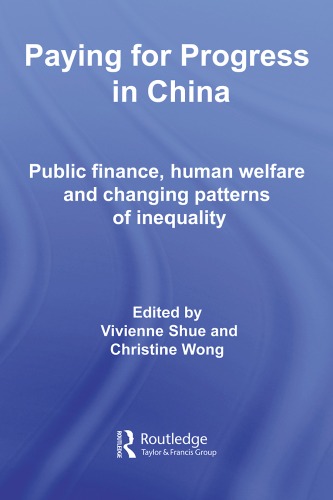 Paying for Progress
in China
Public finance, human welfare
and changing patterns
of inequality
Edited by
Vivienne Shue and
Christine Wong
ROUTLEDGE
Routledge
Taylor & Francis Group